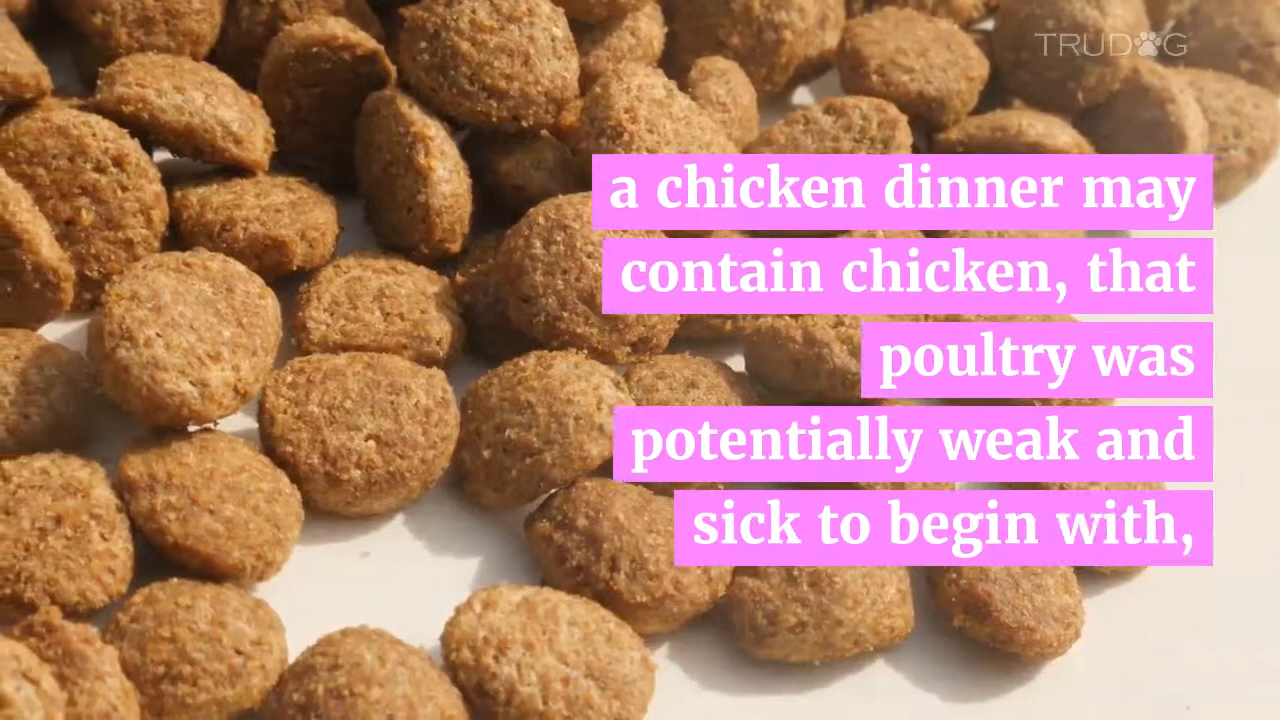 TRUDOG
a chicken dinner may
contain chicken, that
poultry was
potentially weak and
sick to begin with,